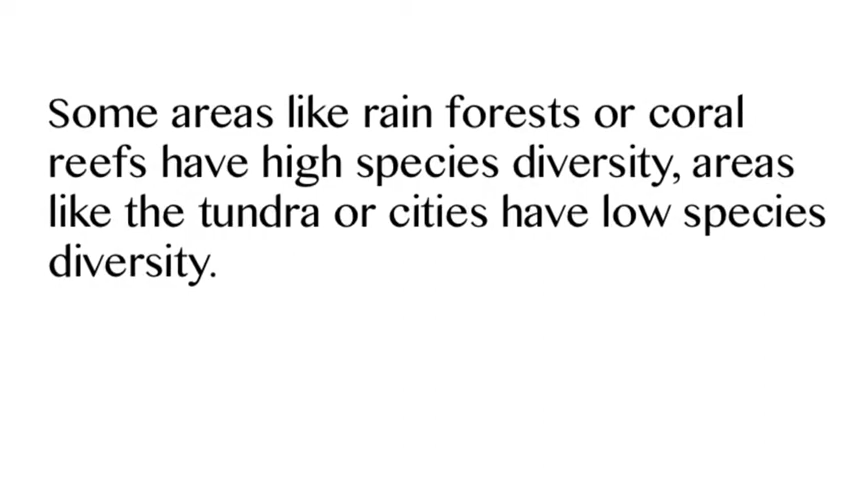 Some areas like rain forests or coral
reefs have high species diversity, areas
like the tundra or cities have low species
diversity.